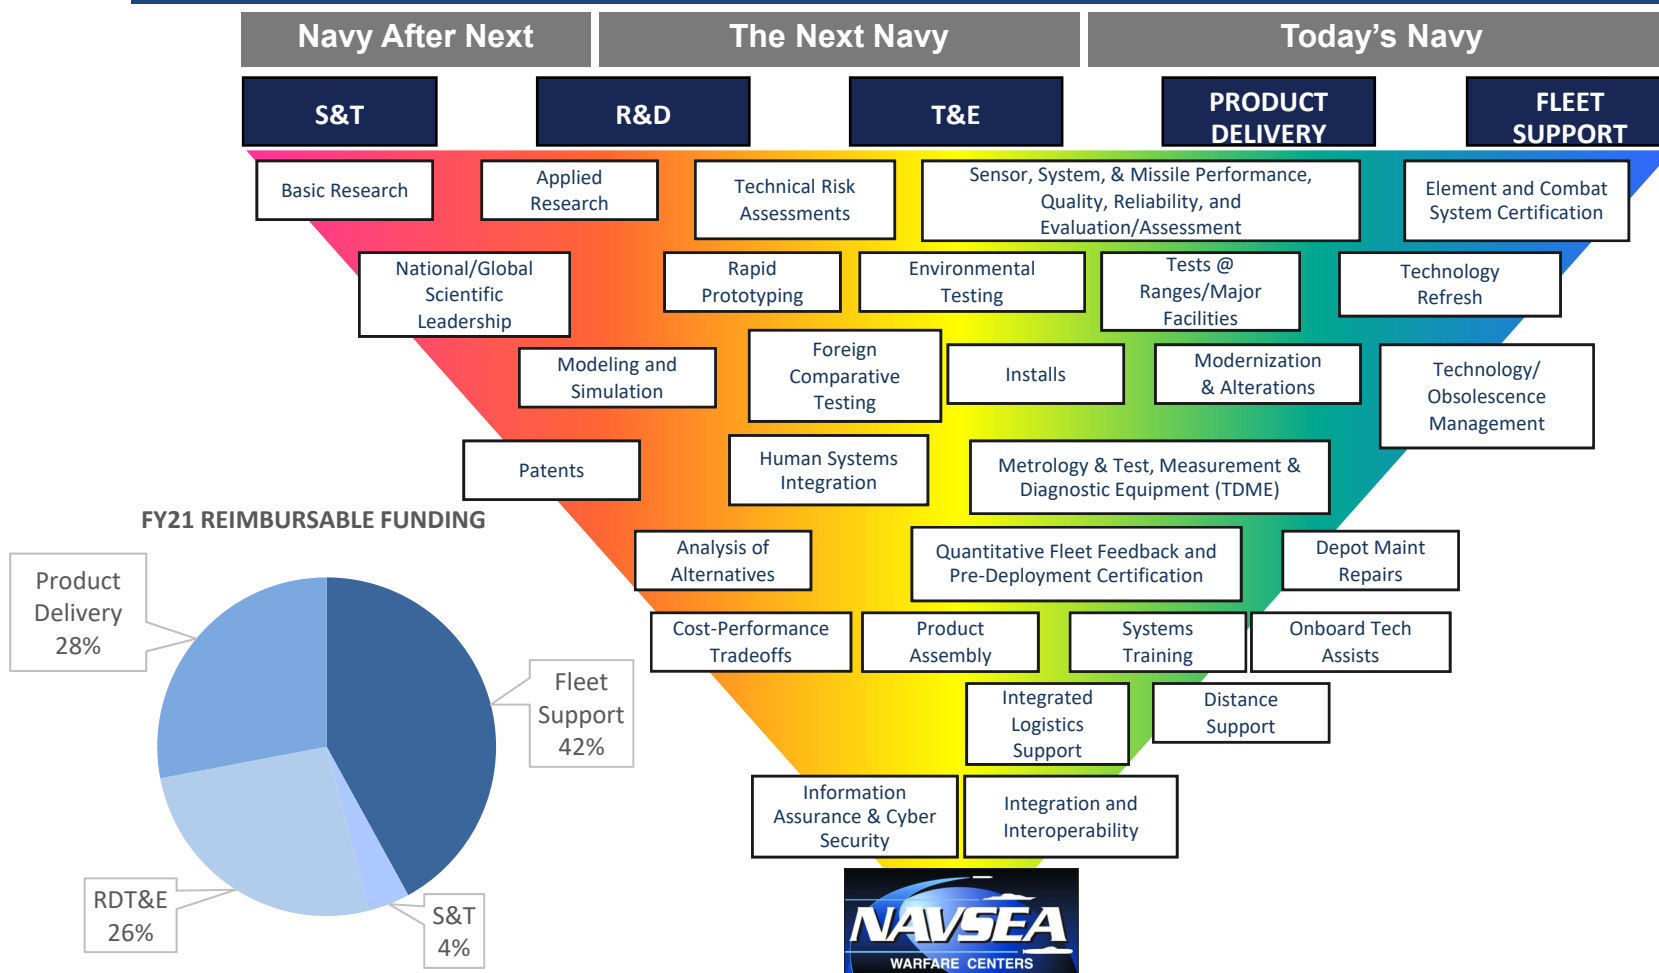 Navy After Next
The Next Navy
Today's Navy
S&T
R&D
T&E
PRODUCT
DELIVERY
FLEET
SUPPORT
Basic Research
Applied
Research
Technical Risk
Assessments
Sensor, System, & Missile Performance,
Quality, Reliability, and
Evaluation/Assessment
Element and Combat
System Certification
National/Global
Scientific
Leadership
Rapid
Prototyping
Environmental
Testing
Tests @
Ranges/Major
Facilities
Technology
Refresh
Modeling and
Simulation
Foreign
Comparative
Testing
Installs
Modernization
& Alterations
Technology/
Obsolescence
Management
Patents
Human Systems
Integration
Metrology & Test, Measurement &
Diagnostic Equipment (TDME)
Analysis of
Alternatives
Quantitative Fleet Feedback and
Pre-Deployment Certification
Depot Maint
Repairs
Cost-Performance
Tradeoffs
Product
Assembly
Systems
Training
Onboard Tech
Assists
Integrated
Logistics
Support
Distance
Support
Information
Assurance & Cyber
Security
Integration and
Interoperability
NAVSEA
WARFARE CENTERS
FY21 REIMBURSABLE FUNDING
Product
Delivery
28%
Fleet
Support
42%
RDT&E
26%
S&T
4%